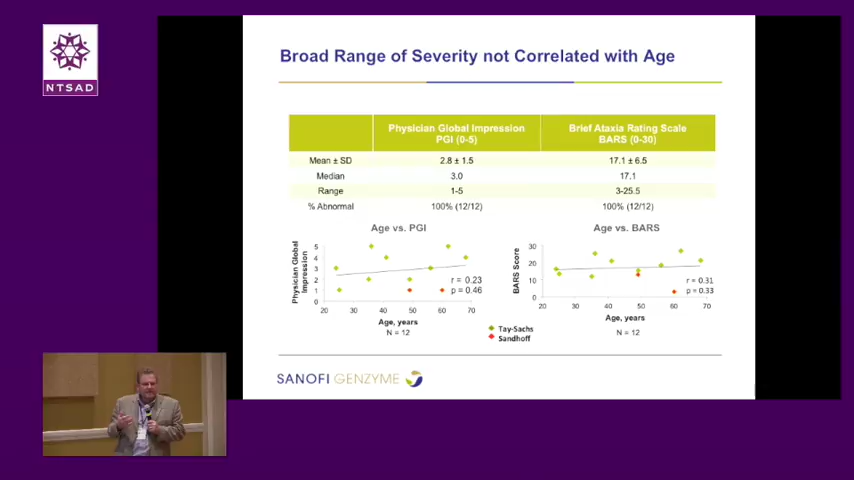 NTSAD
Broad Range of Severity not Correlated with Age
Physician Global Impression
PGI (0-5)
Brief Ataxia Rating Scale
BARS (0-30)
Mean ± SD
2.8 ± 1.5
17.1 ± 6.5
Median
3.0
17.1
Range
1-5
3-25.5
% Abnormal
100% (12/12)
100% (12/12)
Age vs. PGI
Physician Global
Impression
5
4
3
2
1
0
r = 0.23
p = 0.46
20 30 40 50 60 70
Age, years
N = 12
Age vs. BARS
BARS Score
30
20
10
0
r = 0.31
p = 0.33
20 30 40 50 60 70
Age, years
N = 12
Tay-Sachs
Sandhoff
SANOFI GENZYME